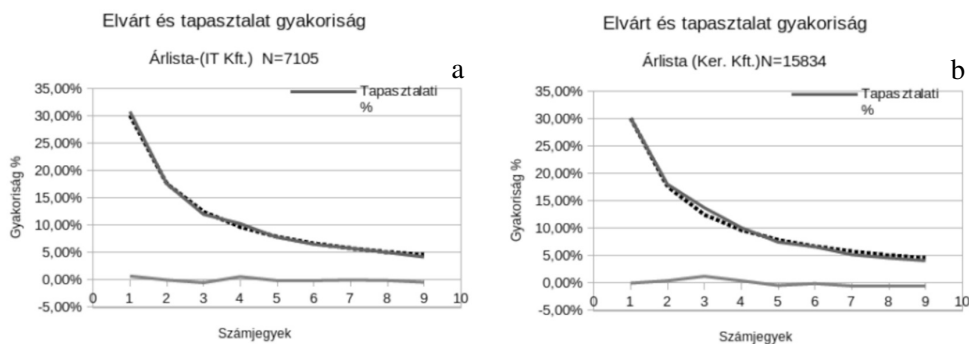 Elvárt és tapasztalat gyakoriság
Árlista-(IT Kft.) N=7105
a
Tapasztalati
%
35,00%
30,00%
25,00%
20,00%
15,00%
10,00%
5,00%
0,00%
-5,00%
Gyakoriság %
0 1 2 3 4 5 6 7 8 9 10
Számjegyek
Elvárt és tapasztalat gyakoriság
Árlista (Ker. Kft.)N=15834
b
Tapasztalati
%
35,00%
30,00%
25,00%
20,00%
15,00%
10,00%
5,00%
0,00%
-5,00%
Gyakoriság %
0 1 2 3 4 5 6 7 8 9 10
Számjegyek